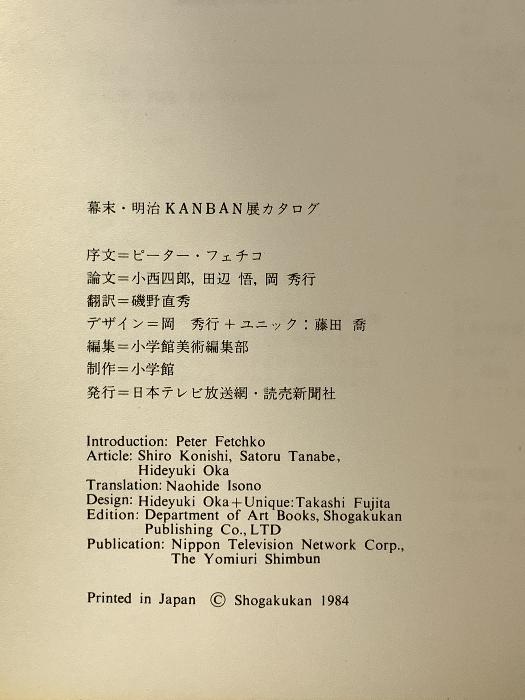 幕末・明治KANBAN展カタログ
序文＝ピーター・フェチコ
論文＝小西四郎, 田辺 悟, 岡 秀行
翻訳＝磯野直秀
デザイン＝岡 秀行＋ユニック：藤田 喬
編集＝小学館美術編集部
制作＝小学館
発行＝日本テレビ放送網・読売新聞社
Introduction: Peter Fetchko
Article: Shiro Konishi, Satoru Tanabe,
Hideyuki Oka
Translation: Naohide Isono
Design: Hideyuki Oka+Unique: Takashi Fujita
Edition: Department of Art Books, Shogakukan
Publishing Co., LTD
Publication: Nippon Television Network Corp.,
The Yomiuri Shimbun
Printed in Japan © Shogakukan 1984